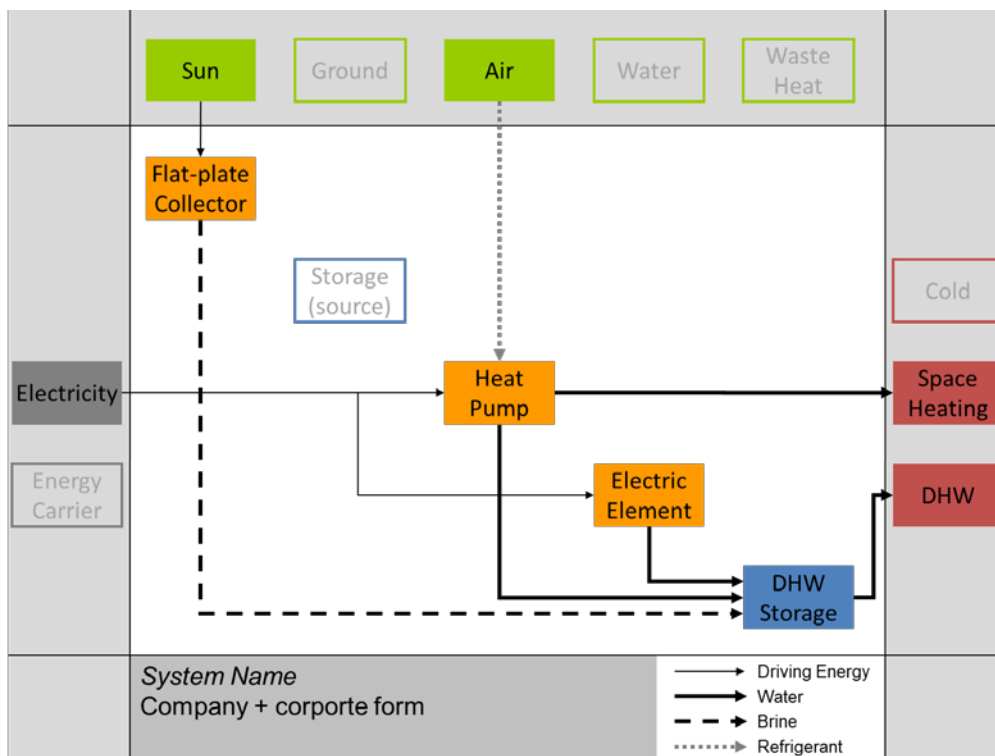 Sun
Ground
Air
Water
Waste
Heat
Flat-plate
Collector
Storage
(source)
Cold
Electricity
Heat
Pump
Space
Heating
Energy
Carrier
Electric
Element
DHW
DHW
Storage
System Name
Company + corporte form
Driving Energy
Water
Brine
Refrigerant